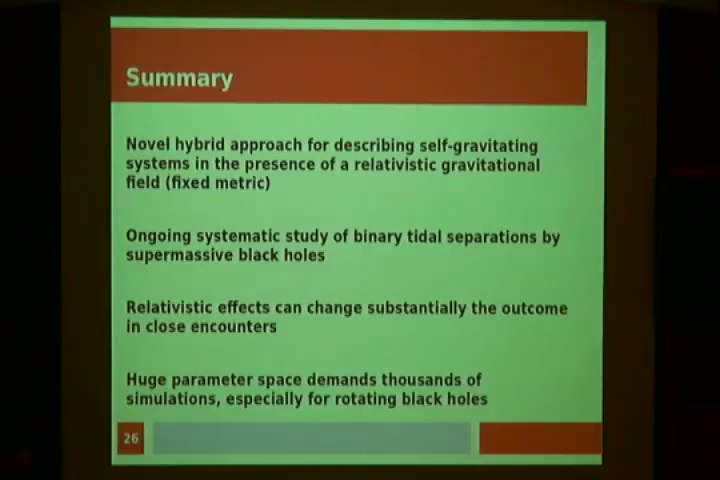 Summary
Novel hybrid approach for describing self-gravitating
systems in the presence of a relativistic gravitational
field (fixed metric)
Ongoing systematic study of binary tidal separations by
supermassive black holes
Relativistic effects can change substantially the outcome
in close encounters
Huge parameter space demands thousands of
simulations, especially for rotating black holes
26